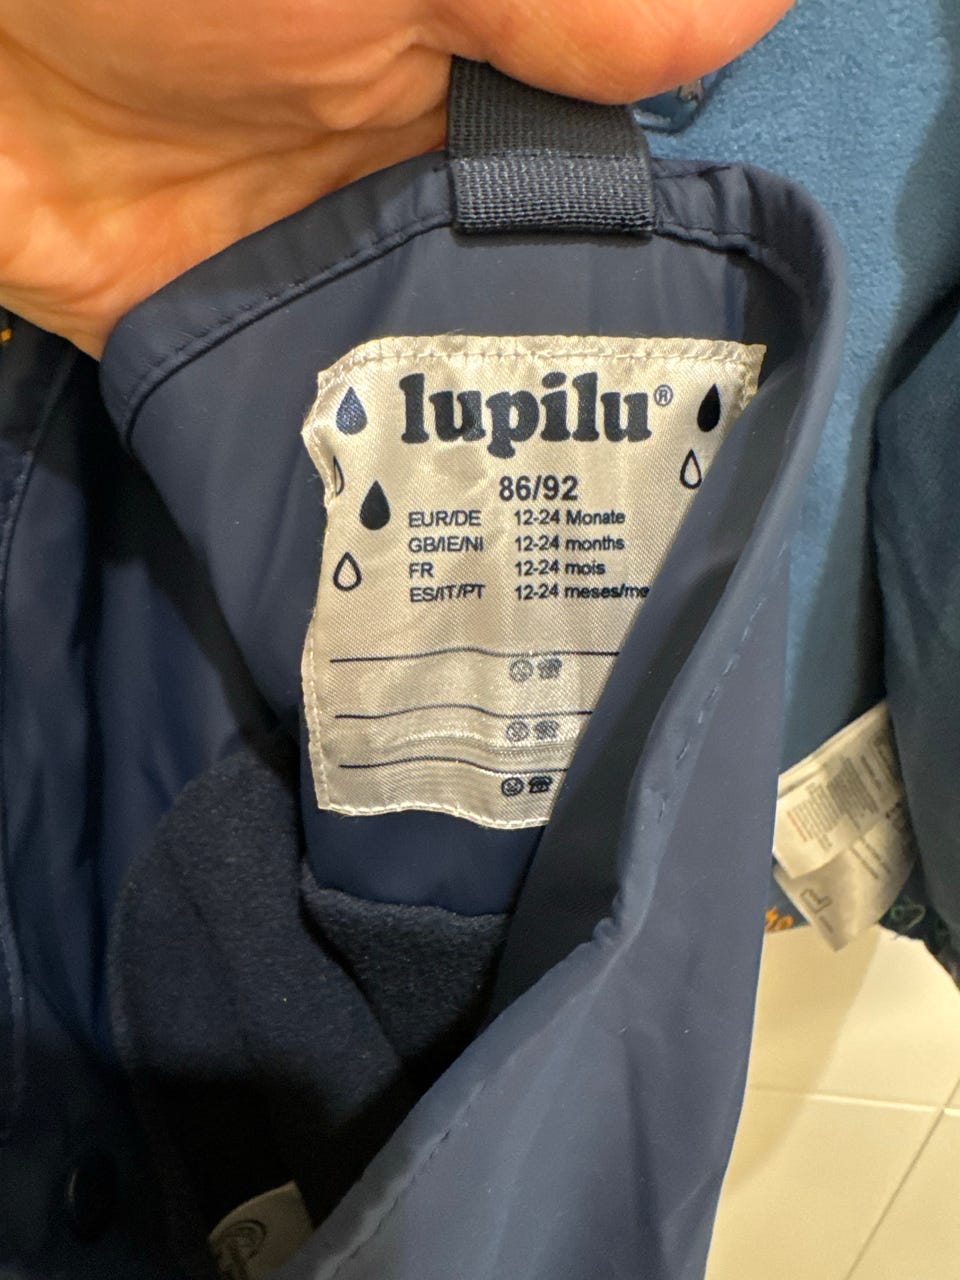 lupilu®
86/92
EUR/DE 12-24 Monate
GB/IE/NI 12-24 months
FR 12-24 mois
ES/IT/PT 12-24 meses/me